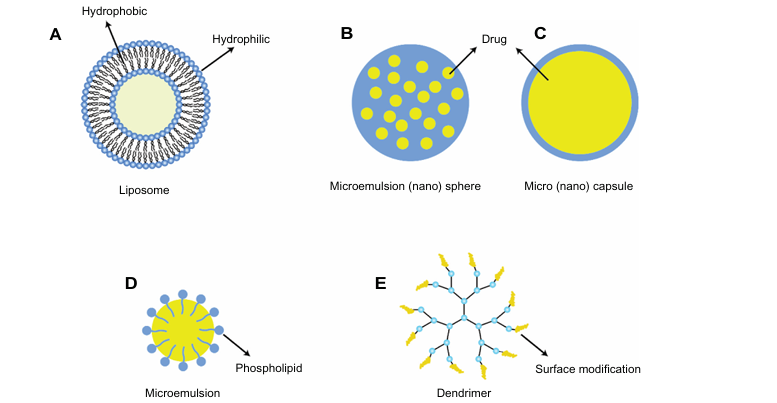 Hydrophobic
A
Hydrophilic
Liposome
B
Drug
C
Microemulsion (nano) sphere
Micro (nano) capsule
D
Phospholipid
Microemulsion
E
Surface modification
Dendrimer